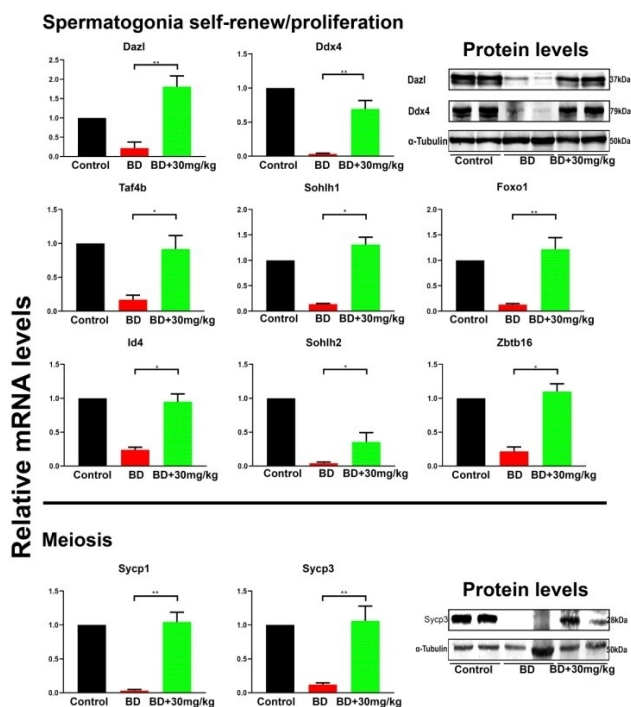 Spermatogonia self-renew/proliferation
Dazl
2.5
2.0
1.5
1.0
0.5
0.0
**
Control BD BD+30mg/kg
Ddx4
1.5
1.0
0.5
0.0
**
Control BD BD+30mg/kg
Protein levels
Dazl 37kDa
Ddx4 79kDa
α-Tubulin 50kDa
Control BD BD+30mg/kg
Relative mRNA levels
Taf4b
1.5
1.0
0.5
0.0
*
Control BD BD+30mg/kg
Sohlh1
2.0
1.5
1.0
0.5
0.0
*
Control BD BD+30mg/kg
Foxo1
2.0
1.5
1.0
0.5
0.0
**
Control BD BD+30mg/kg
Id4
1.5
1.0
0.5
0.0
*
Control BD BD+30mg/kg
Sohlh2
1.5
1.0
0.5
0.0
*
Control BD BD+30mg/kg
Zbtb16
1.5
1.0
0.5
0.0
*
Control BD BD+30mg/kg
Meiosis
Sycp1
1.5
1.0
0.5
0.0
**
Control BD BD+30mg/kg
Sycp3
1.5
1.0
0.5
0.0
**
Control BD BD+30mg/kg
Protein levels
Sycp3 28kDa
α-Tubulin 50kDa
Control BD BD+30mg/kg